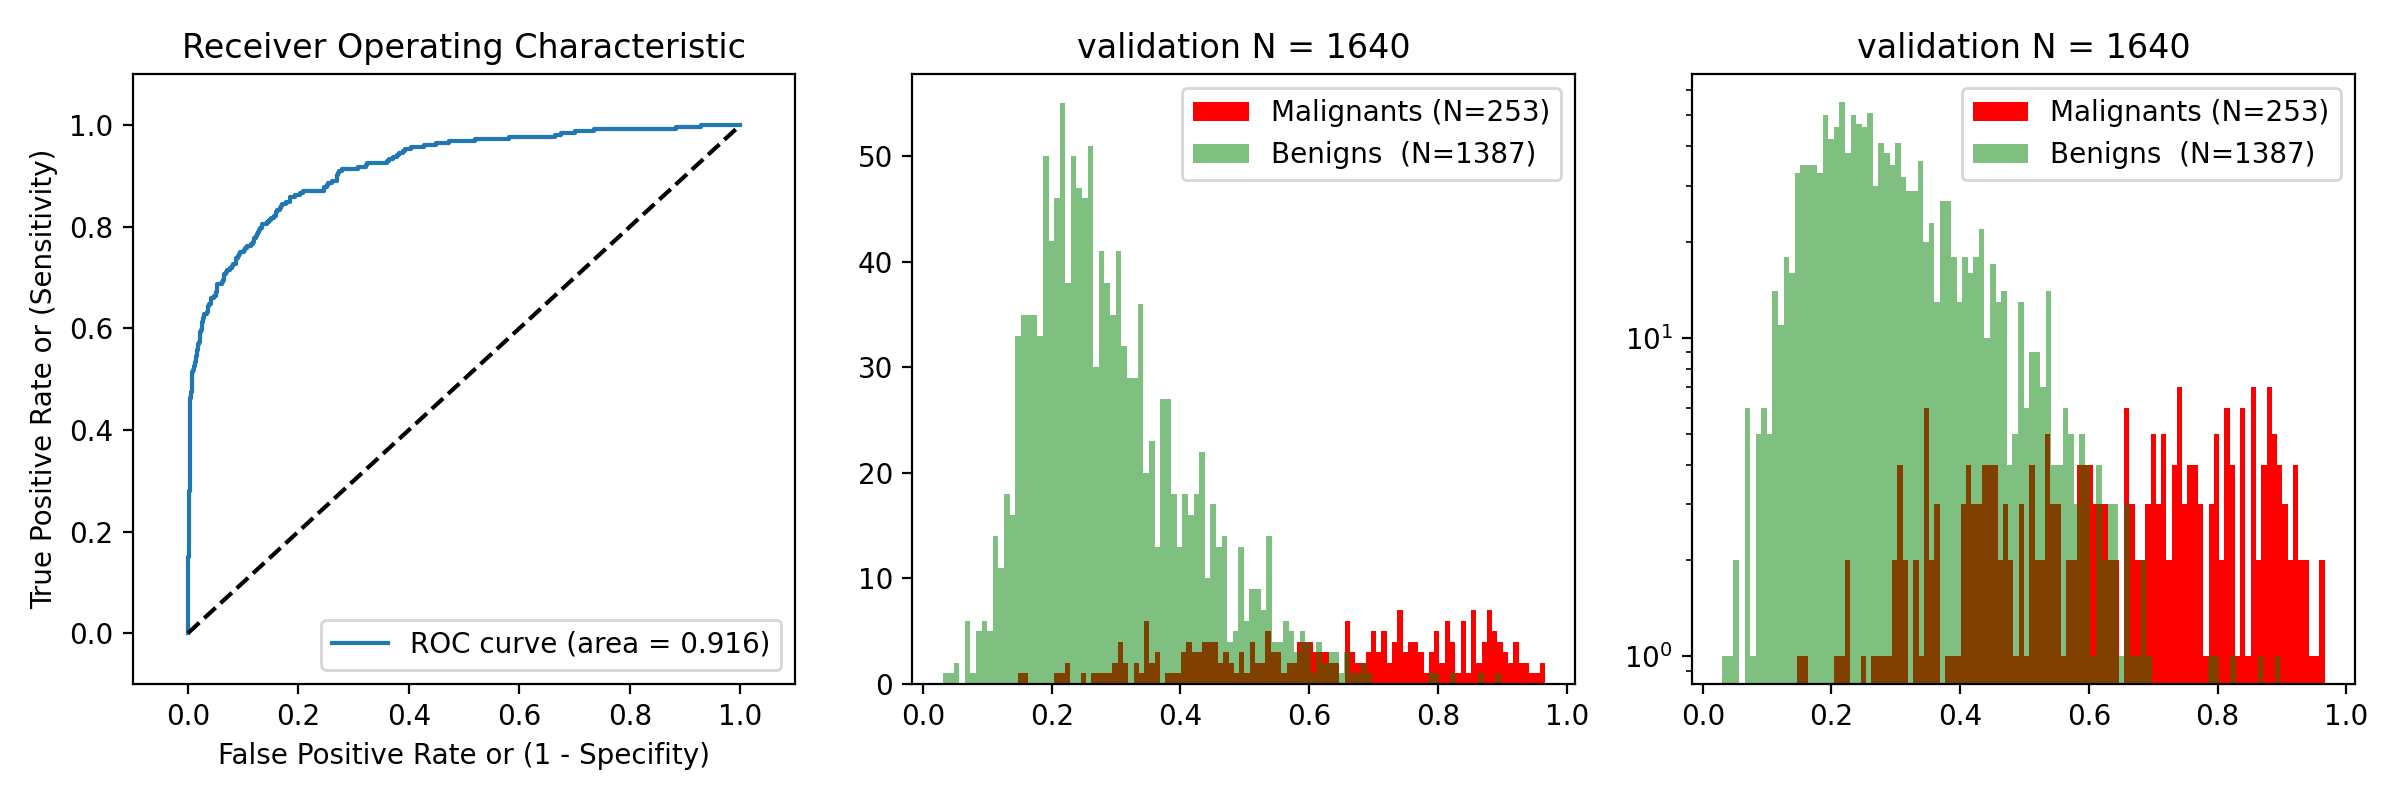 Receiver Operating Characteristic
True Positive Rate or (Sensitivity)
1.0
0.8
0.6
0.4
0.2
0.0
ROC curve (area = 0.916)
0.0 0.2 0.4 0.6 0.8 1.0
False Positive Rate or (1 - Specifity)
validation N = 1640
Malignants (N=253)
Benigns (N=1387)
50
40
30
20
10
0
0.0 0.2 0.4 0.6 0.8 1.0
validation N = 1640
Malignants (N=253)
Benigns (N=1387)
10¹
10⁰
0.0 0.2 0.4 0.6 0.8 1.0